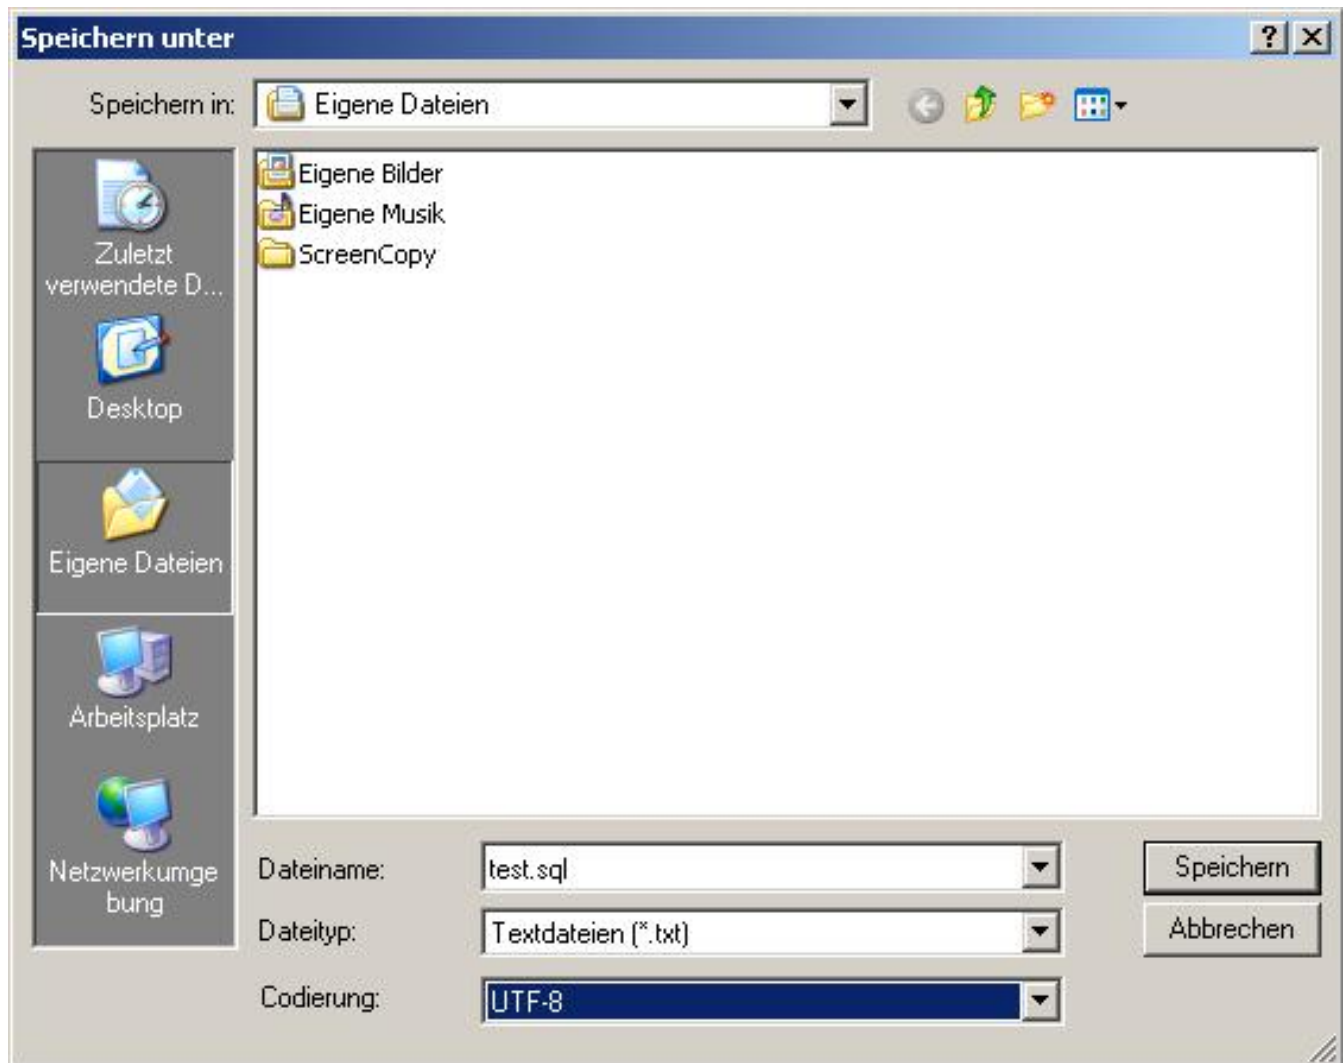 Speichern unter
Speichern in: Eigene Dateien
Eigene Bilder
Eigene Musik
ScreenCopy
Zuletzt
verwendete D...
Desktop
Eigene Dateien
Arbeitsplatz
Netzwerkumge
bung
Dateiname: test.sql Speichern
Dateityp: Textdateien (*.txt) Abbrechen
Codierung: UTF-8